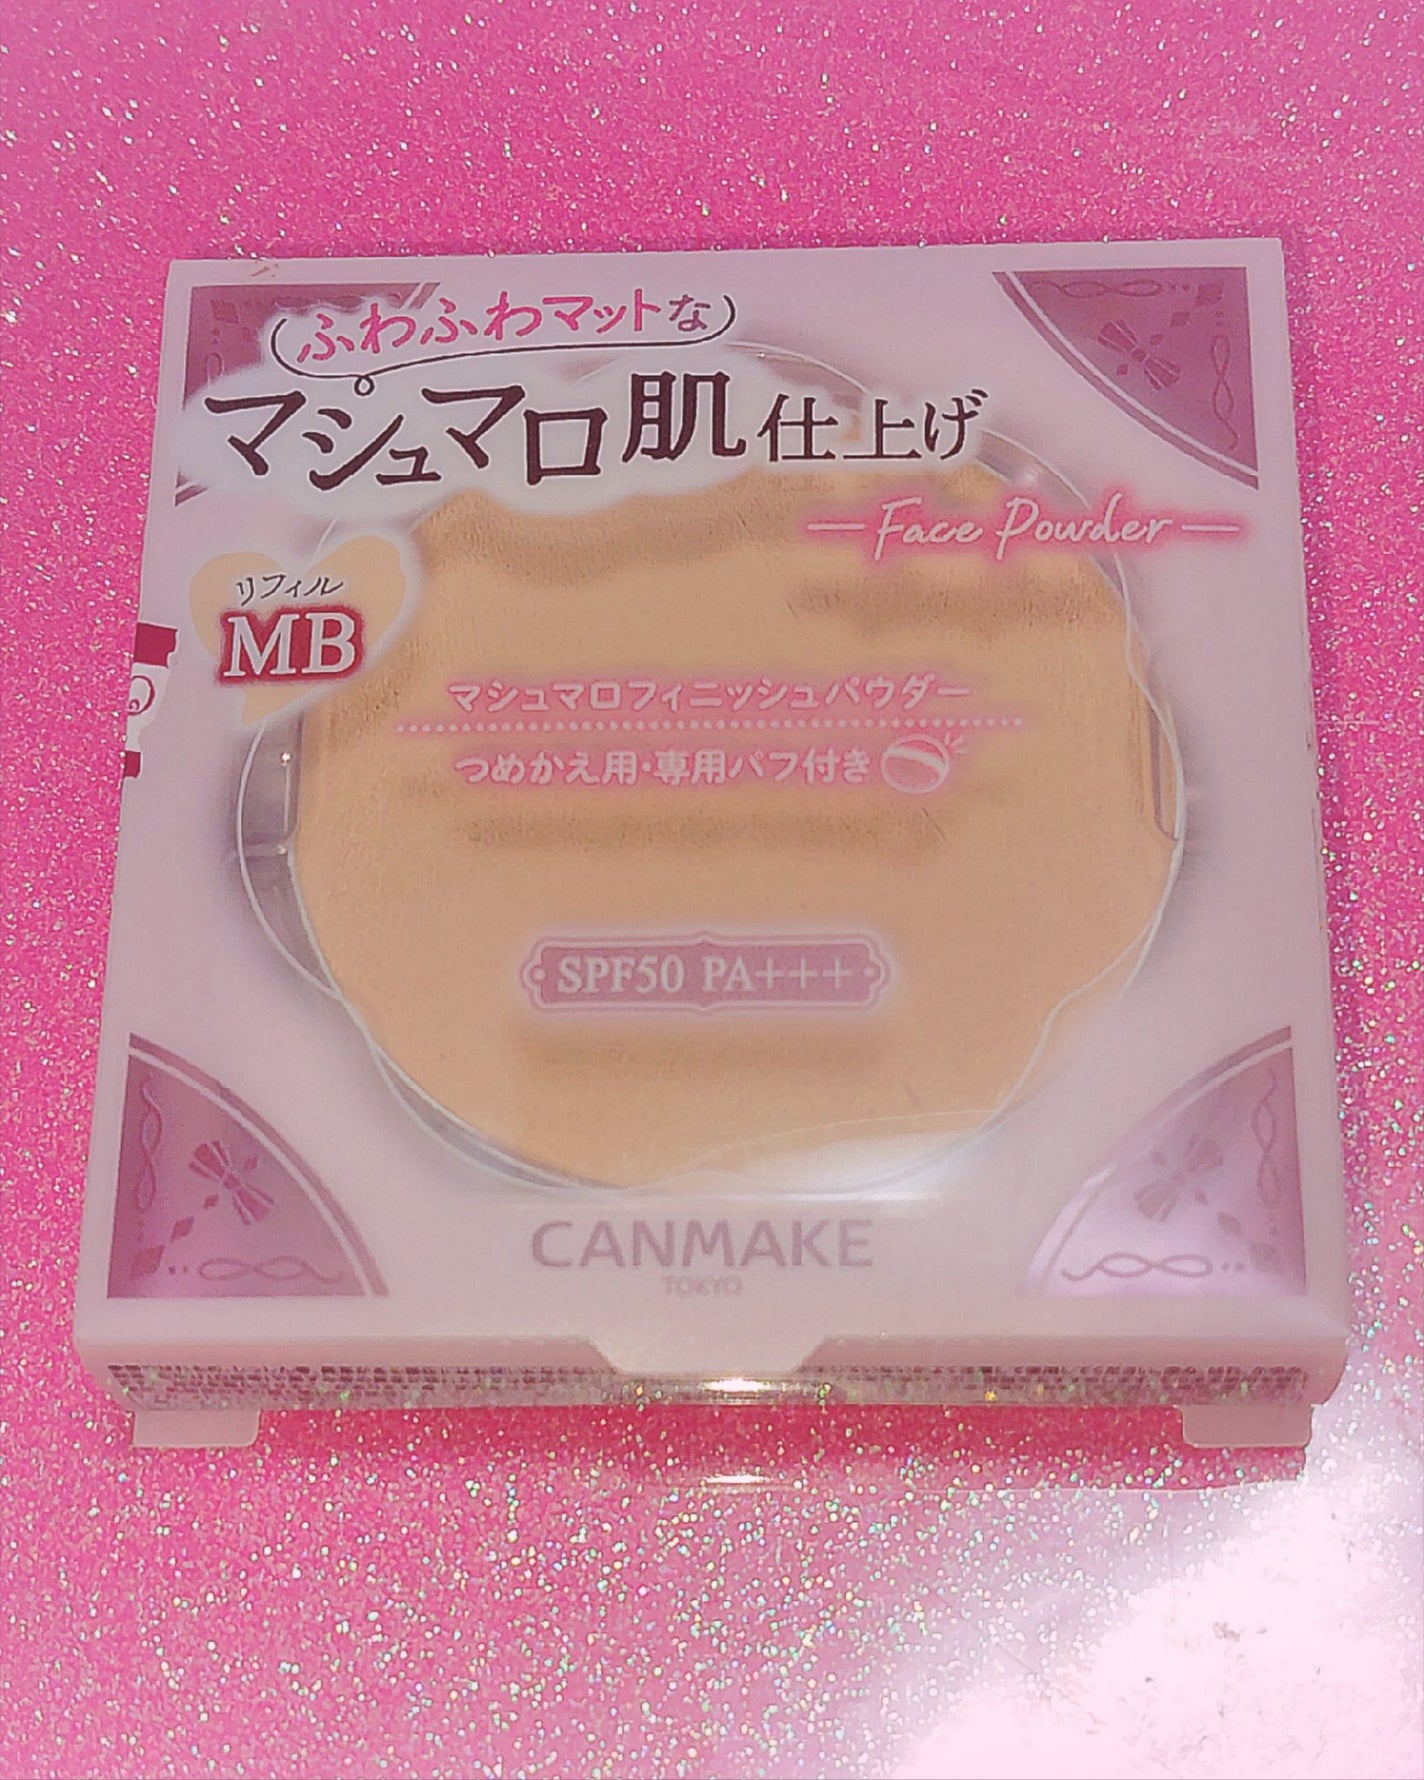 ふわふわマットな
マシュマロ肌仕上げ
Face Powder
リフィル
MB
マシュマロフィニッシュパウダー
つめかえ用・専用パフ付き
SPF50 PA+++
CANMAKE
TOKYO